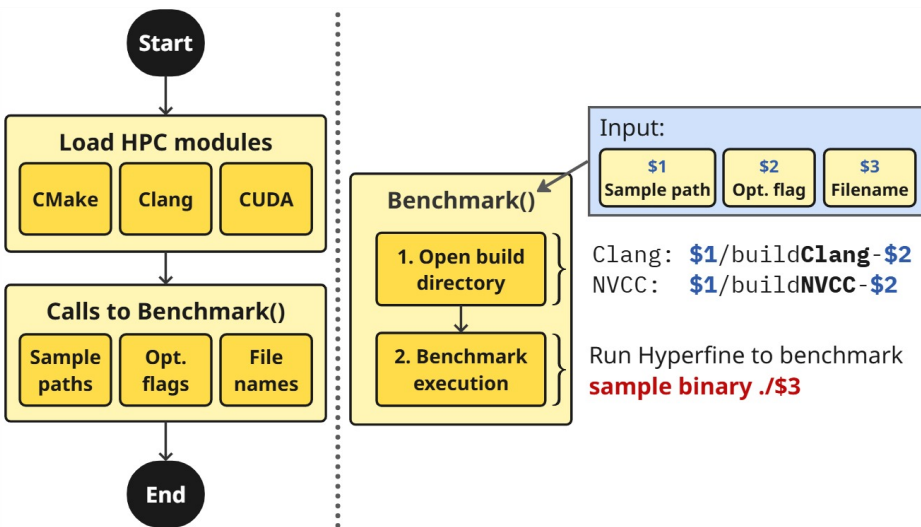 Start
Load HPC modules
CMake
Clang
CUDA
Calls to Benchmark()
Sample
paths
Opt.
flags
File
names
End
Input:
$1
Sample path
$2
Opt. flag
$3
Filename
Benchmark()
1. Open build
directory
Clang: $1/buildClang-$2
NVCC: $1/buildNVCC-$2
2. Benchmark
execution
Run Hyperfine to benchmark
sample binary ./$3